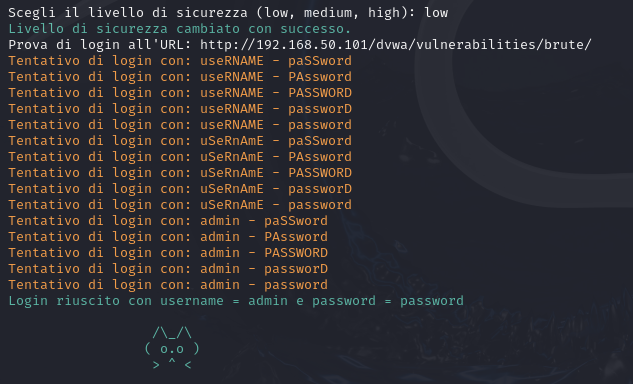 Scegli il livello di sicurezza (low, medium, high): low
Livello di sicurezza cambiato con successo.
Prova di login all'URL: http://192.168.50.101/dvwa/vulnerabilities/brute/
Tentativo di login con: useRNAME - paSSword
Tentativo di login con: useRNAME - PAssword
Tentativo di login con: useRNAME - PASSWORD
Tentativo di login con: useRNAME - passworD
Tentativo di login con: useRNAME - password
Tentativo di login con: uSeRnAmE - paSSword
Tentativo di login con: uSeRnAmE - PAssword
Tentativo di login con: uSeRnAmE - PASSWORD
Tentativo di login con: uSeRnAmE - passworD
Tentativo di login con: uSeRnAmE - password
Tentativo di login con: admin - paSSword
Tentativo di login con: admin - PAssword
Tentativo di login con: admin - PASSWORD
Tentativo di login con: admin - passworD
Tentativo di login con: admin - password
Login riuscito con username = admin e password = password
/\_/\
( o.o )
> ^ <